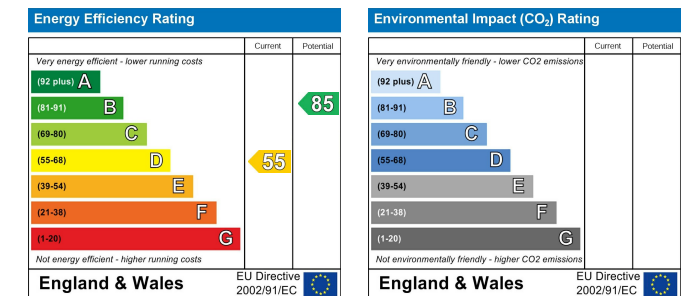 Energy Efficiency Rating
Current Potential
Very energy efficient - lower running costs
(92 plus) A
(81-91) B
85
(69-80) C
(55-68) D
55
(39-54) E
(21-38) F
(1-20) G
Not energy efficient - higher running costs
England & Wales
EU Directive
2002/91/EC
Environmental Impact (CO2) Rating
Current Potential
Very environmentally friendly - lower CO2 emissions
(92 plus) A
(81-91) B
(69-80) C
(55-68) D
(39-54) E
(21-38) F
(1-20) G
Not environmentally friendly - higher CO2 emissions
England & Wales
EU Directive
2002/91/EC